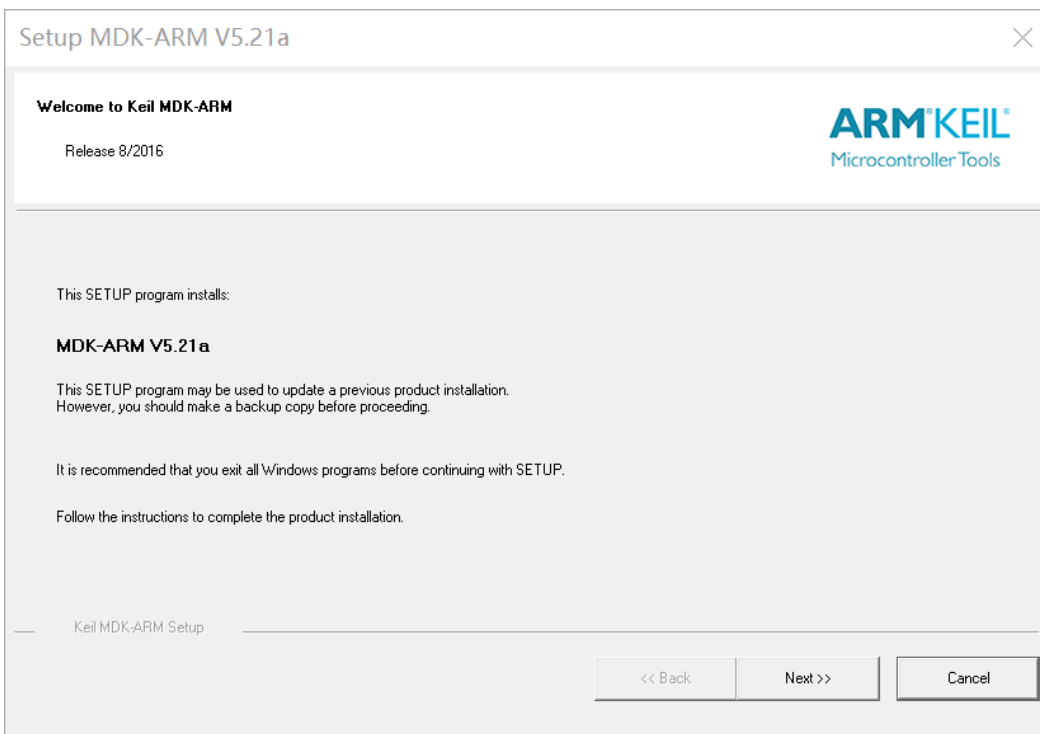 Setup MDK-ARM V5.21a
Welcome to Keil MDK-ARM
Release 8/2016
ARM®KEIL®
Microcontroller Tools
This SETUP program installs:
MDK-ARM V5.21a
This SETUP program may be used to update a previous product installation.
However, you should make a backup copy before proceeding.
It is recommended that you exit all Windows programs before continuing with SETUP.
Follow the instructions to complete the product installation.
Keil MDK-ARM Setup
<< Back
Next >>
Cancel